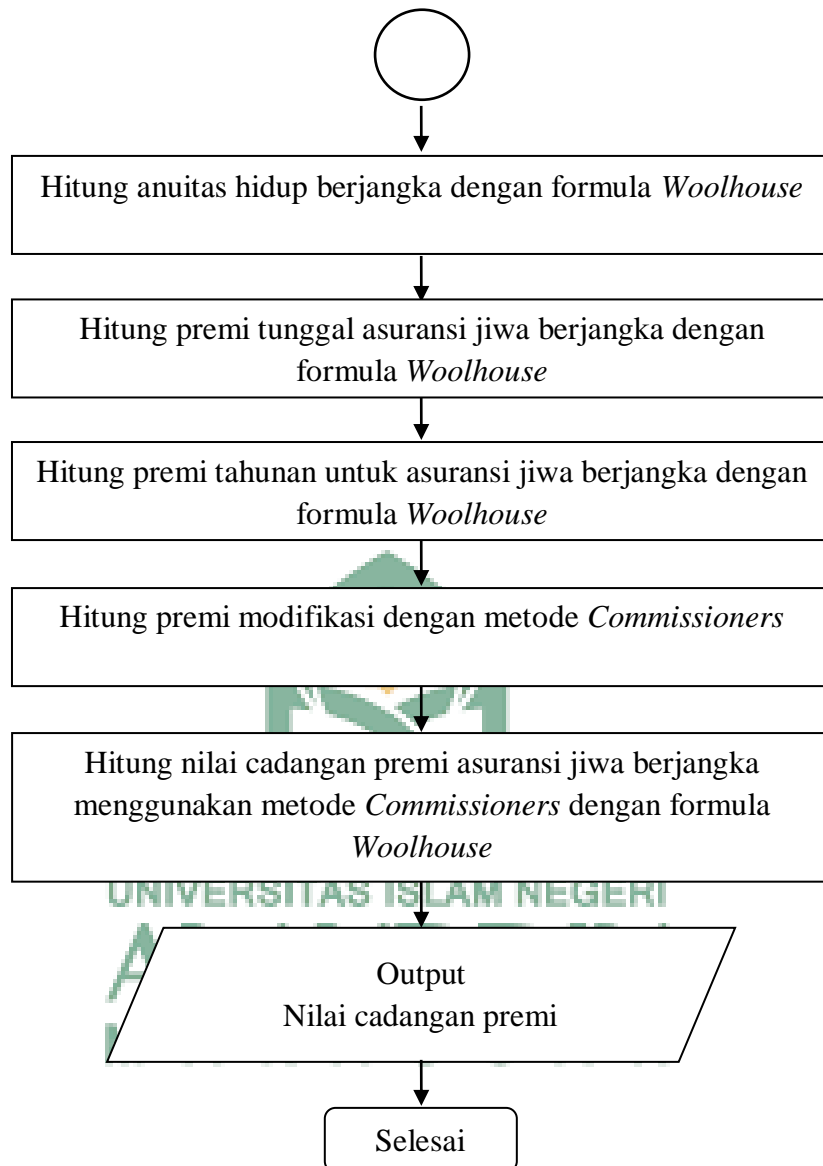 Hitung anuitas hidup berjangka dengan formula Woolhouse
Hitung premi tunggal asuransi jiwa berjangka dengan
formula Woolhouse
Hitung premi tahunan untuk asuransi jiwa berjangka dengan
formula Woolhouse
Hitung premi modifikasi dengan metode Commissioners
Hitung nilai cadangan premi asuransi jiwa berjangka
menggunakan metode Commissioners dengan formula
Woolhouse
UNIVERSITAS ISLAM NEGERI
Output
Nilai cadangan premi
Selesai